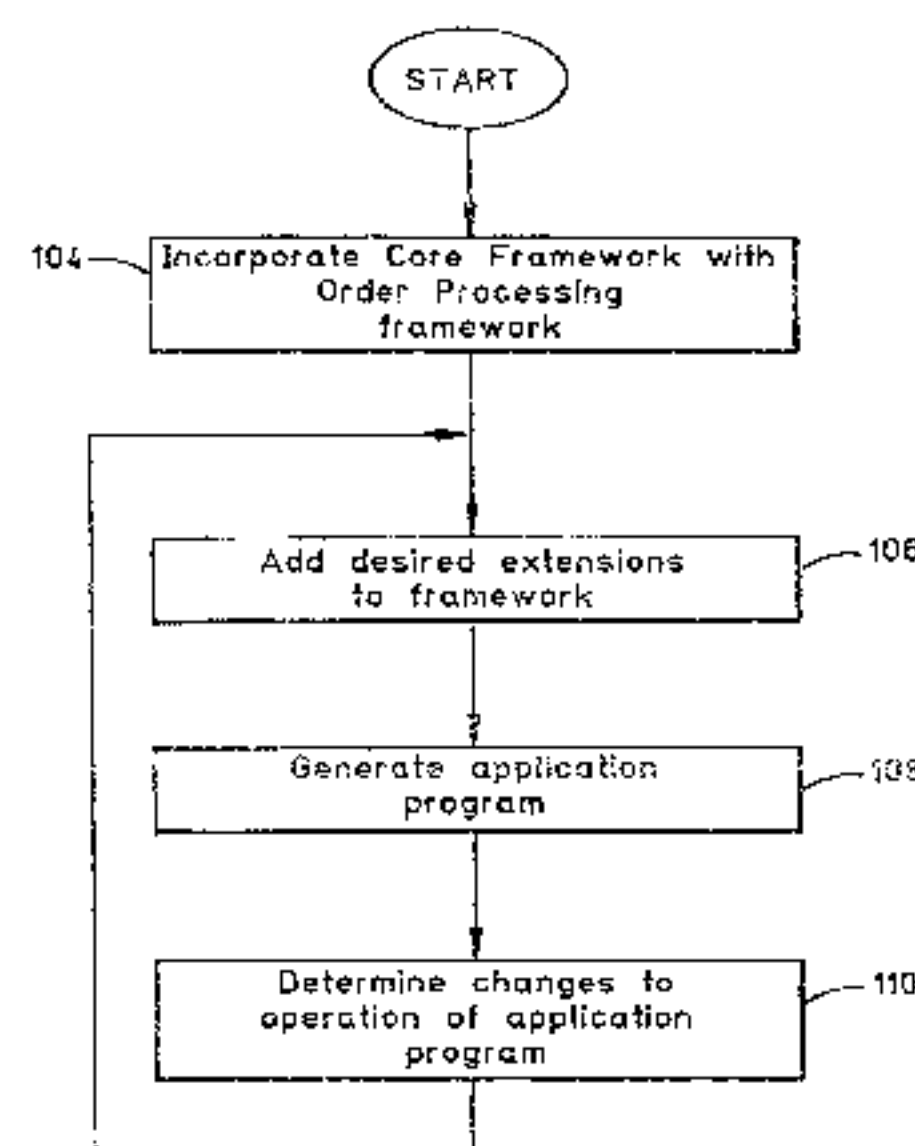 START
104
Incorporate Core Framework with
Order Processing
framework
Add desired extensions
to framework
106
Generate application
program
108
Determine changes to
operation of application
program
110